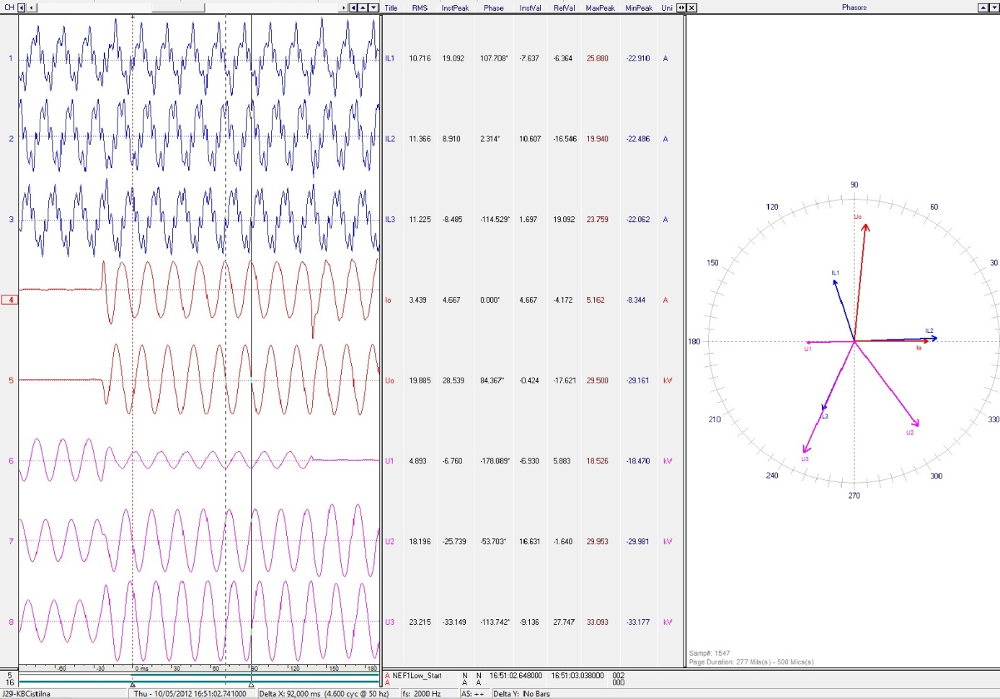 CH Title RMS InstPeak Phase InstVal RefVal MaxPeak MinPeak Uni Phasors
1 IL1 10.716 19.092 107.708° -7.637 -6.364 25.880 -22.910 A
2 IL2 11.366 8.910 2.314° 10.607 -16.546 19.940 -22.486 A
3 IL3 11.225 -8.485 -114.529° 1.697 19.092 23.759 -22.062 A
4 Io 3.439 4.667 0.000° 4.667 -4.172 5.162 -8.344 A
5 Uo 19.885 28.539 84.367° -0.424 -17.621 29.500 -29.161 kV
6 U1 4.893 -6.760 -178.089° -6.930 5.883 18.526 -18.470 kV
7 U2 18.196 -25.739 -53.703° 16.631 -1.640 29.953 -29.981 kV
8 U3 23.215 -33.149 -113.742° -9.136 27.747 33.093 -33.177 kV
90
120 60
Uo
150 30
IL1
IL2
180
U1 Io
IL3
210 330
U2
U3
240 300
270
Samp#: 1547
Page Duration: 277 Mils(s) - 500 Mics(s)
-60 -30 0 ms 30 60 90 120 150 180
5 A NEF1Low_Start N N 16:51:02.648000 16:51:03.038000 002
16 A A A 000
J29-KBCistilna Thu - 10/05/2012 16:51:02.741000 Delta X: 92,000 ms (4.600 cyc @ 50 hz) fs: 2000 Hz AS: ++ Delta Y: No Bars